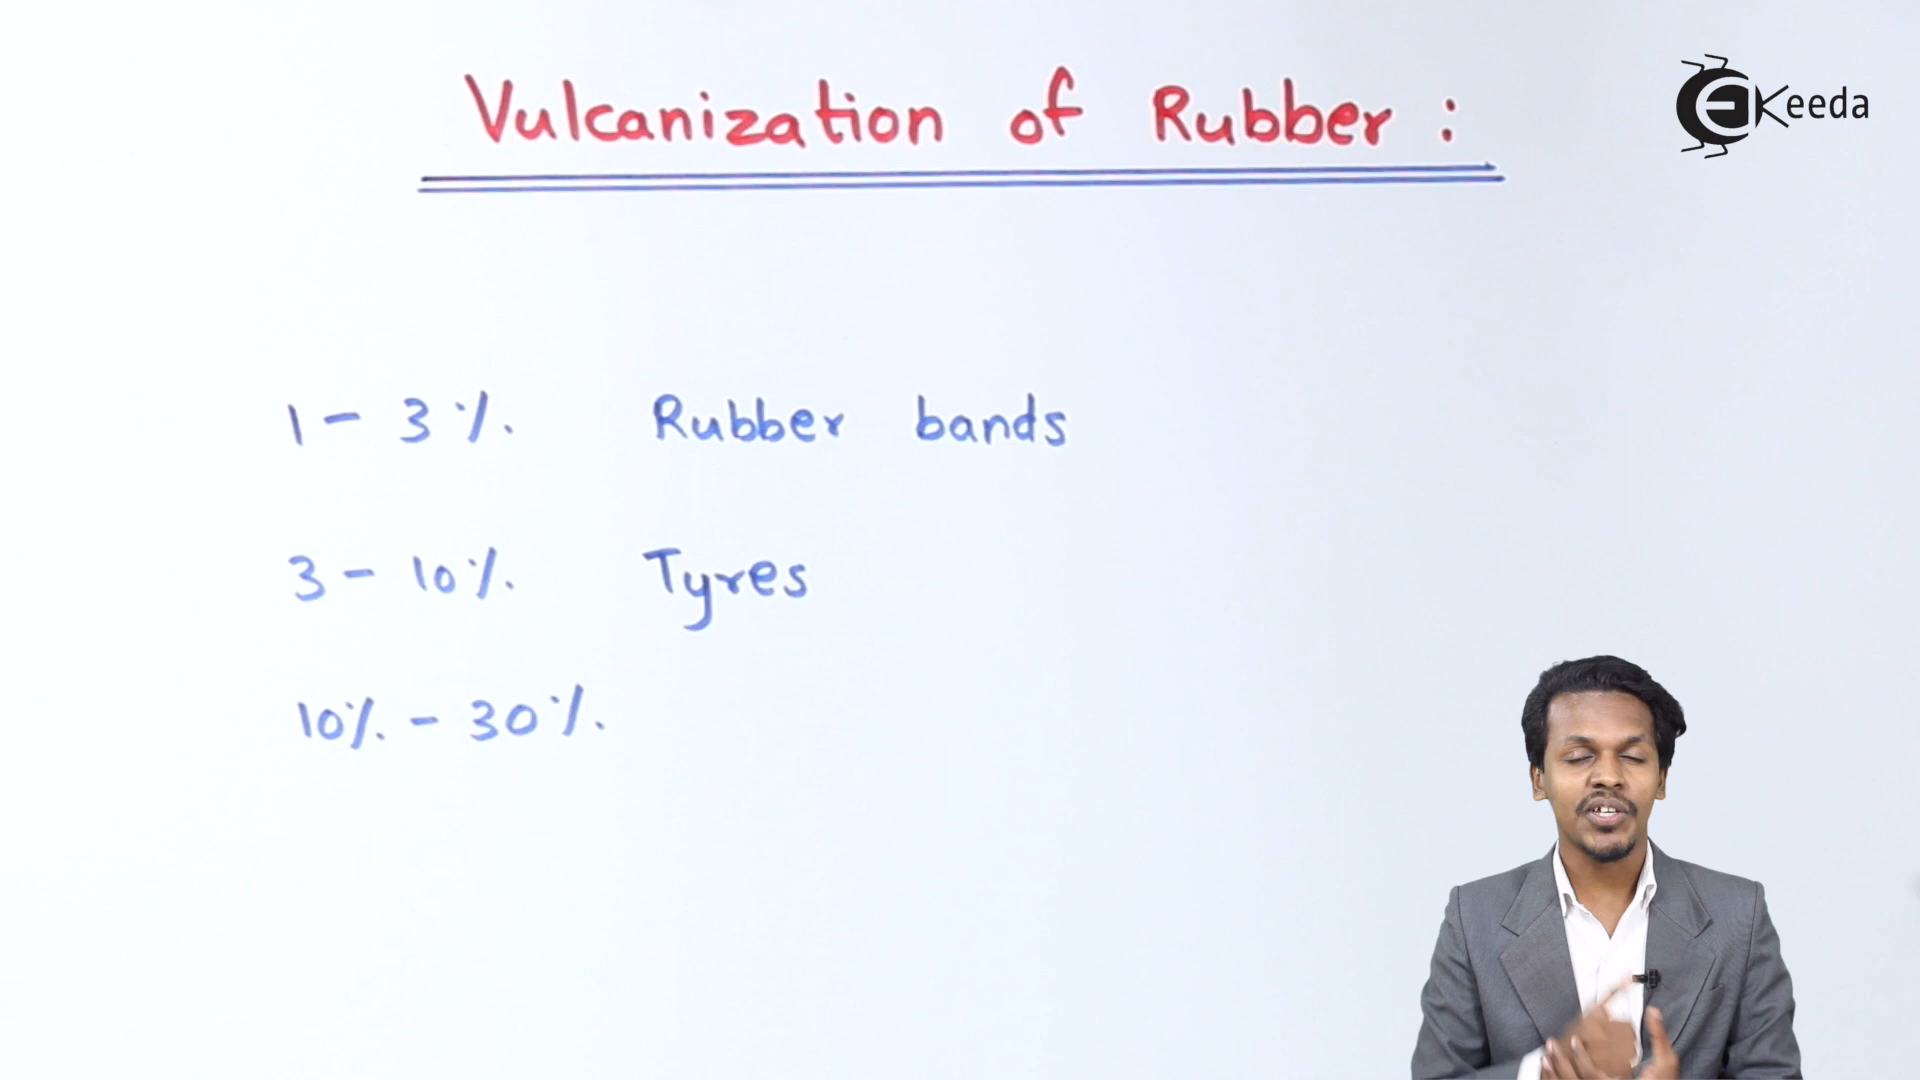 Vulcanization of Rubber :
EKeeda
1 - 3 %. Rubber bands
3 - 10 %. Tyres
10 %. - 30 %.